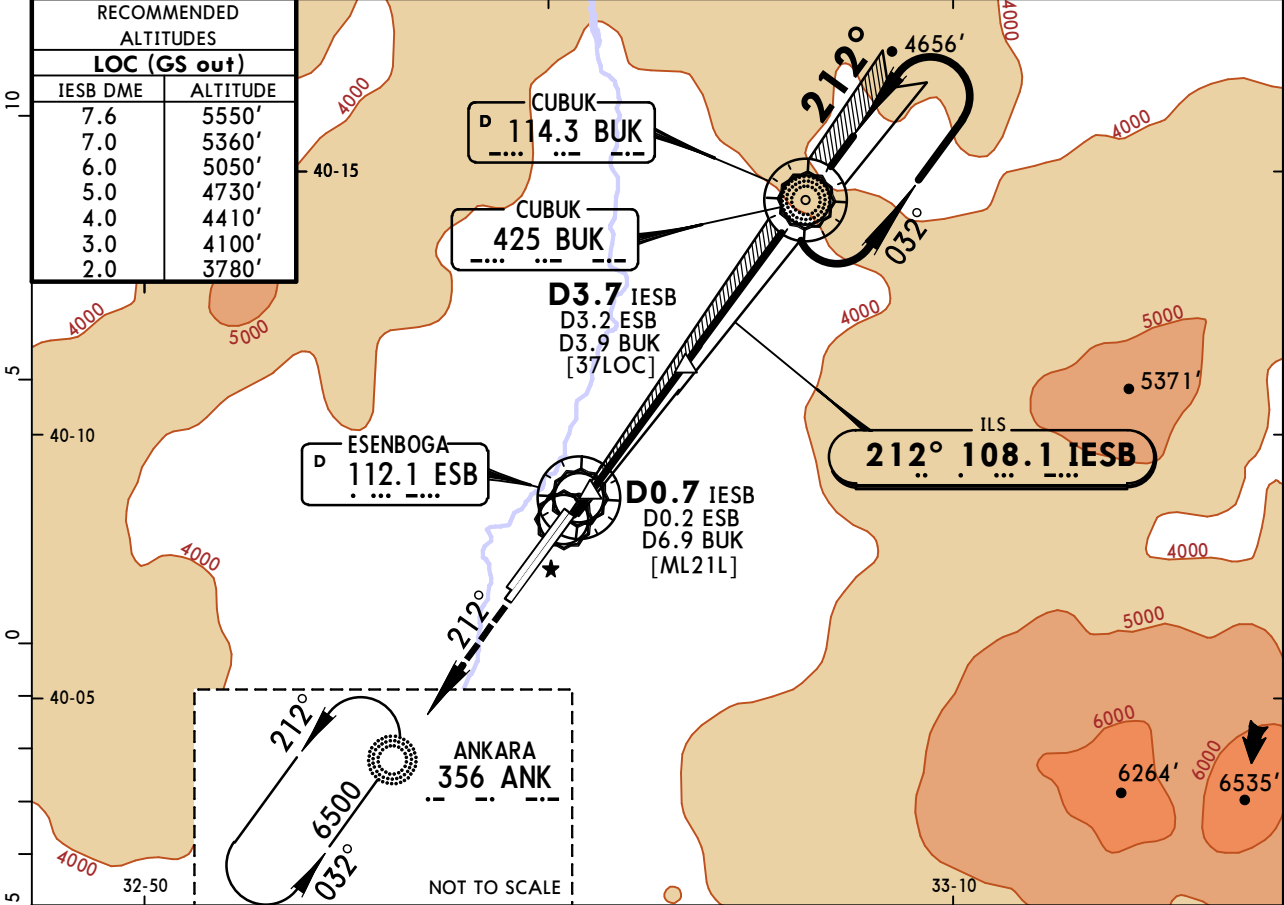 RECOMMENDED
ALTITUDES
LOC (GS out)
IESB DME ALTITUDE
7.6 5550'
7.0 5360'
6.0 5050'
5.0 4730'
4.0 4410'
3.0 4100'
2.0 3780'
4000
4000
212°
4656'
10
4000
CUBUK
D 114.3 BUK
40-15
CUBUK
425 BUK
032°
D3.7 IESB
D3.2 ESB
D3.9 BUK
[37LOC]
4000
5000
4000
5000
5371'
5
40-10
ILS
212° 108.1 IESB
ESENBOGA
D 112.1 ESB
D0.7 IESB
D0.2 ESB
D6.9 BUK
[ML21L]
4000
4000
212°
5000
0
40-05
212°
ANKARA
356 ANK
6500
032°
NOT TO SCALE
6000
6000
6264'
6535'
4000
5
32-50
33-10